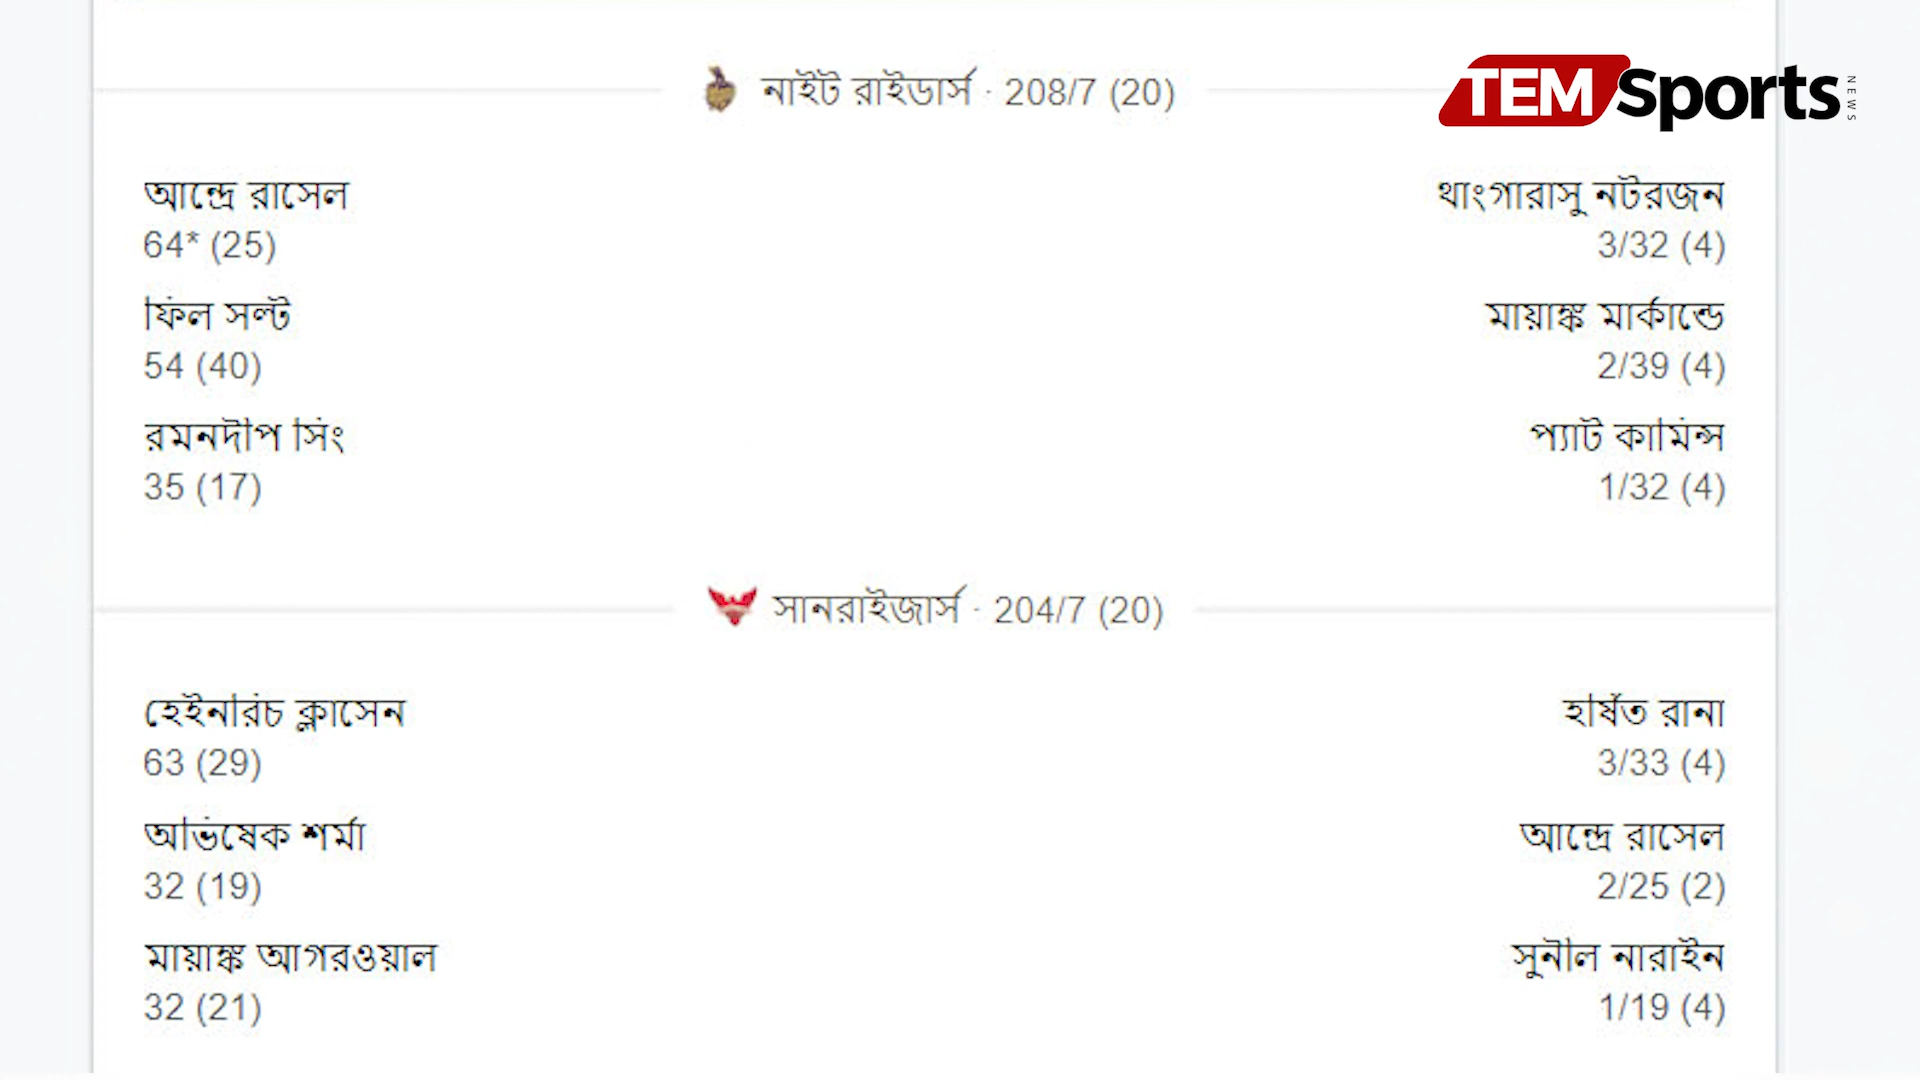 TEM Sports NEWS
নাইট রাইডার্স · 208/7 (20)
আন্দ্রে রাসেল
64* (25)
থাংগারাসু নটরজন
3/32 (4)
ফিল সল্ট
54 (40)
মায়াঙ্ক মার্কান্ডে
2/39 (4)
রমনদীপ সিং
35 (17)
প্যাট কামিন্স
1/32 (4)
সানরাইজার্স · 204/7 (20)
হেইনরিচ ক্লাসেন
63 (29)
হর্ষিত রানা
3/33 (4)
অভিষেক শর্মা
32 (19)
আন্দ্রে রাসেল
2/25 (2)
মায়াঙ্ক আগরওয়াল
32 (21)
সুনীল নারাইন
1/19 (4)